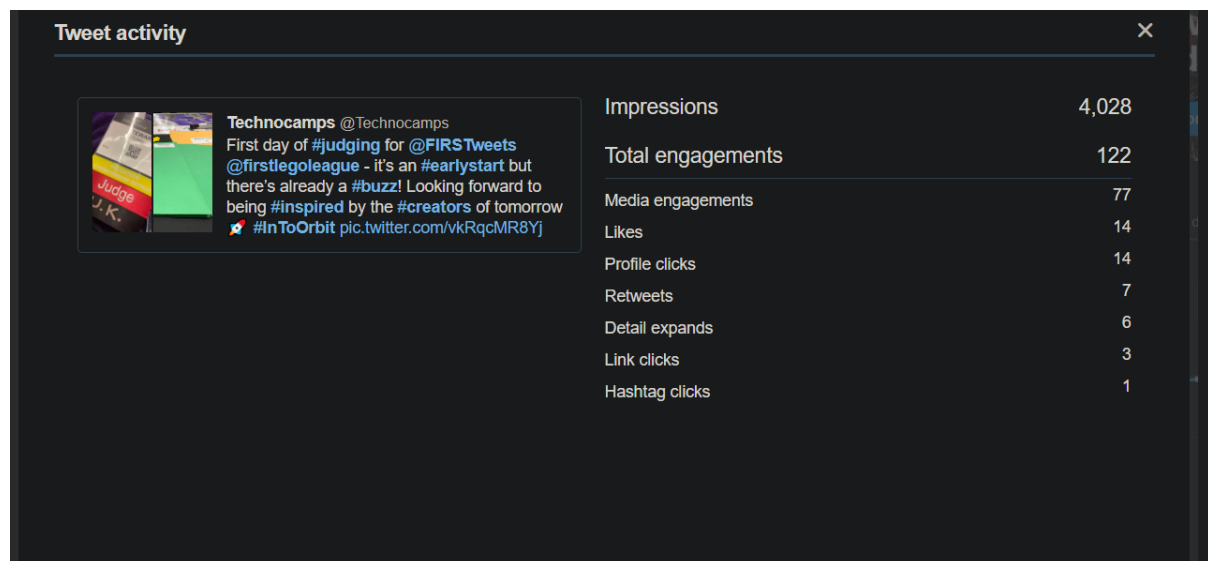 Tweet activity
Technocamps @Technocamps
First day of #judging for @FIRSTweets
@firstlegoleague - it's an #earlystart but
there's already a #buzz! Looking forward to
being #inspired by the #creators of tomorrow
🚀 #InToOrbit pic.twitter.com/vkRqcMR8Yj
Judge
U.K.
Impressions 4,028
Total engagements 122
Media engagements 77
Likes 14
Profile clicks 14
Retweets 7
Detail expands 6
Link clicks 3
Hashtag clicks 1